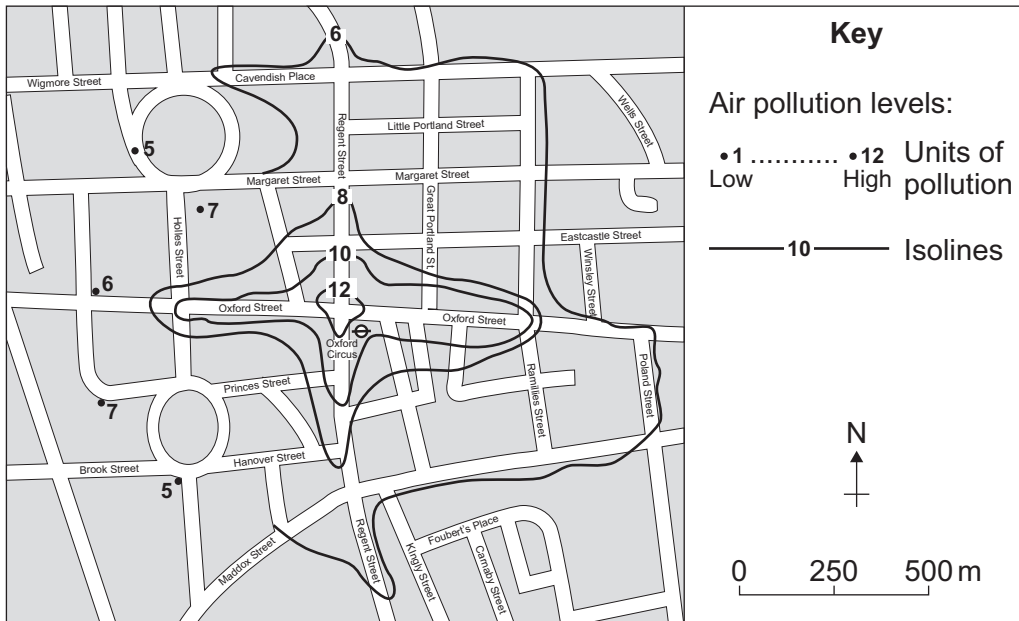 6
Cavendish Place
Wigmore Street
Wells Street
Little Portland Street
Regent Street
5
Margaret Street
Margaret Street
8
7
Great Portland St.
Holles Street
Eastcastle Street
Winsley Street
10
12
6
Oxford Street
Oxford Street
Oxford
Circus
Princes Street
Ramillies Street
Poland Street
7
Hanover Street
Brook Street
5
Foubert's Place
Regent Street
Kingly Street
Carnaby Street
Maddox Street
Key
Air pollution levels:
1 ........... 12 Units of
Low High pollution
10 Isolines
N
0 250 500 m